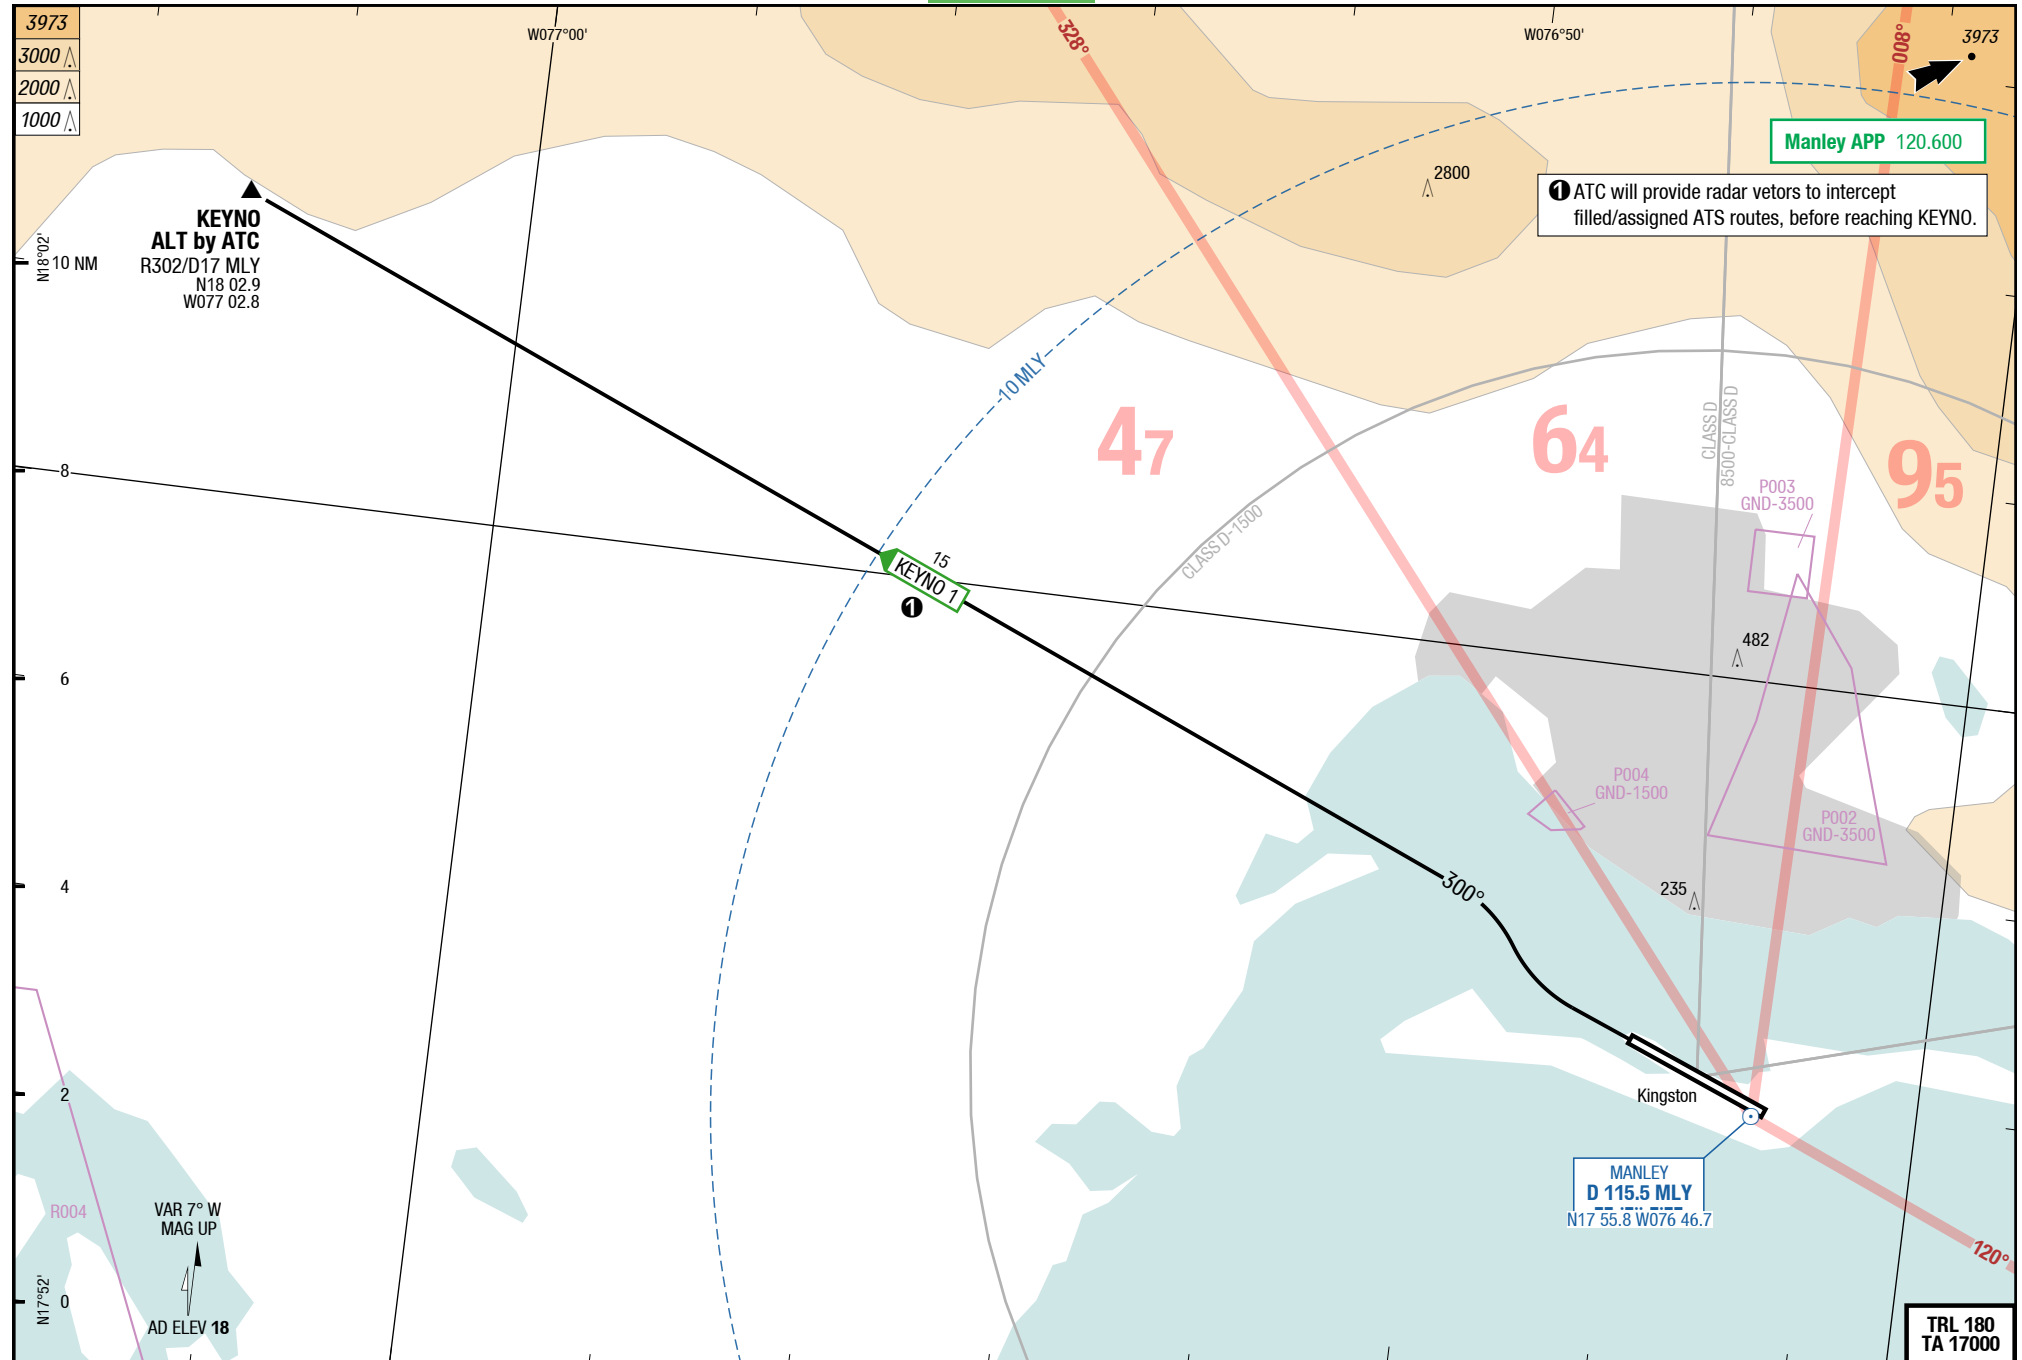 3973
3000
2000
1000
W077°00'
W076°50'
328°
008°
3973
Manley APP 120.600
2800
1 ATC will provide radar vetors to intercept
filled/assigned ATS routes, before reaching KEYNO.
KEYNO
ALT by ATC
R302/D17 MLY
N18 02.9
W077 02.8
N18°02'
10 NM
10 MLY
47
64
95
CLASS D
8500-CLASS D
8
P003
GND-3500
CLASS D-1500
15
KEYNO 1
1
482
6
P004
GND-1500
P002
GND-3500
4
300°
235
2
Kingston
MANLEY
D 115.5 MLY
N17 55.8 W076 46.7
R004
VAR 7° W
MAG UP
120°
N17°52'
0
AD ELEV 18
TRL 180
TA 17000